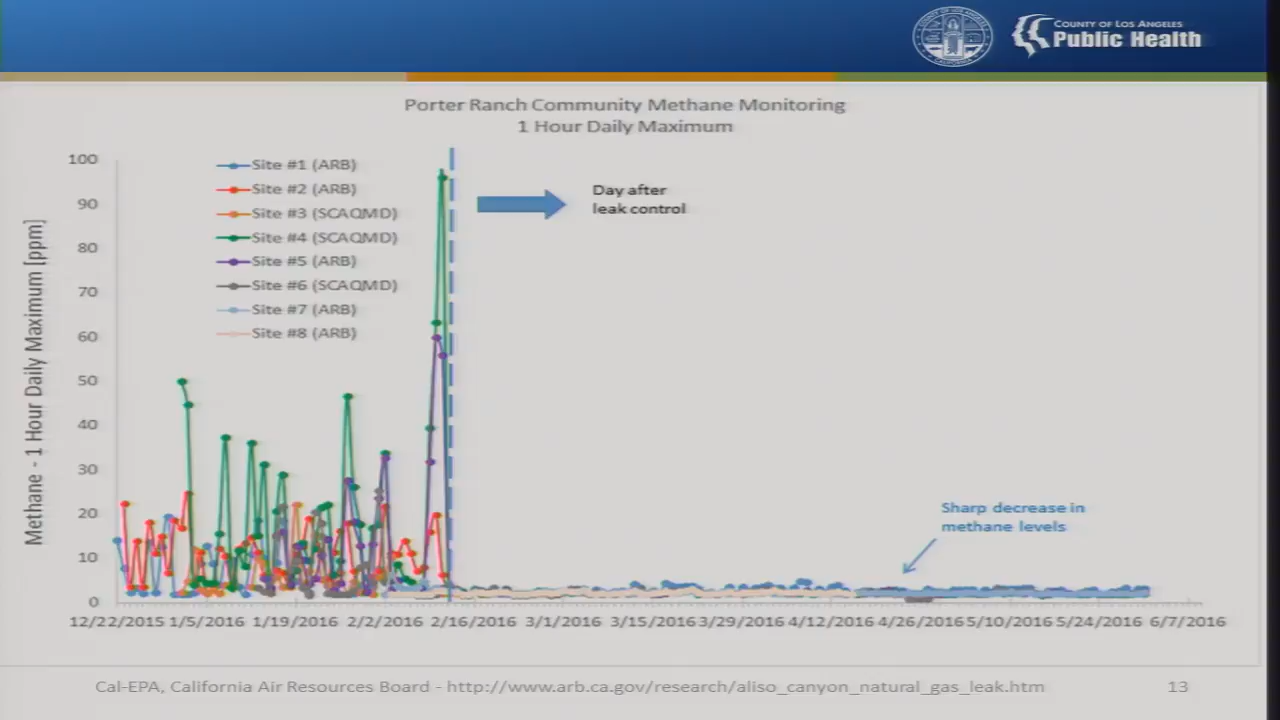 COUNTY OF LOS ANGELES
Public Health
Porter Ranch Community Methane Monitoring
1 Hour Daily Maximum
100
90
80
70
60
50
40
30
20
10
0
Methane - 1 Hour Daily Maximum [ppm]
Site #1 (ARB)
Site #2 (ARB)
Site #3 (SCAQMD)
Site #4 (SCAQMD)
Site #5 (ARB)
Site #6 (SCAQMD)
Site #7 (ARB)
Site #8 (ARB)
Day after
leak control
Sharp decrease in
methane levels
12/22/2015 1/5/2016 1/19/2016 2/2/2016 2/16/2016 3/1/2016 3/15/2016 3/29/2016 4/12/2016 4/26/2016 5/10/2016 5/24/2016 6/7/2016
Cal-EPA, California Air Resources Board - http://www.arb.ca.gov/research/aliso_canyon_natural_gas_leak.htm
13